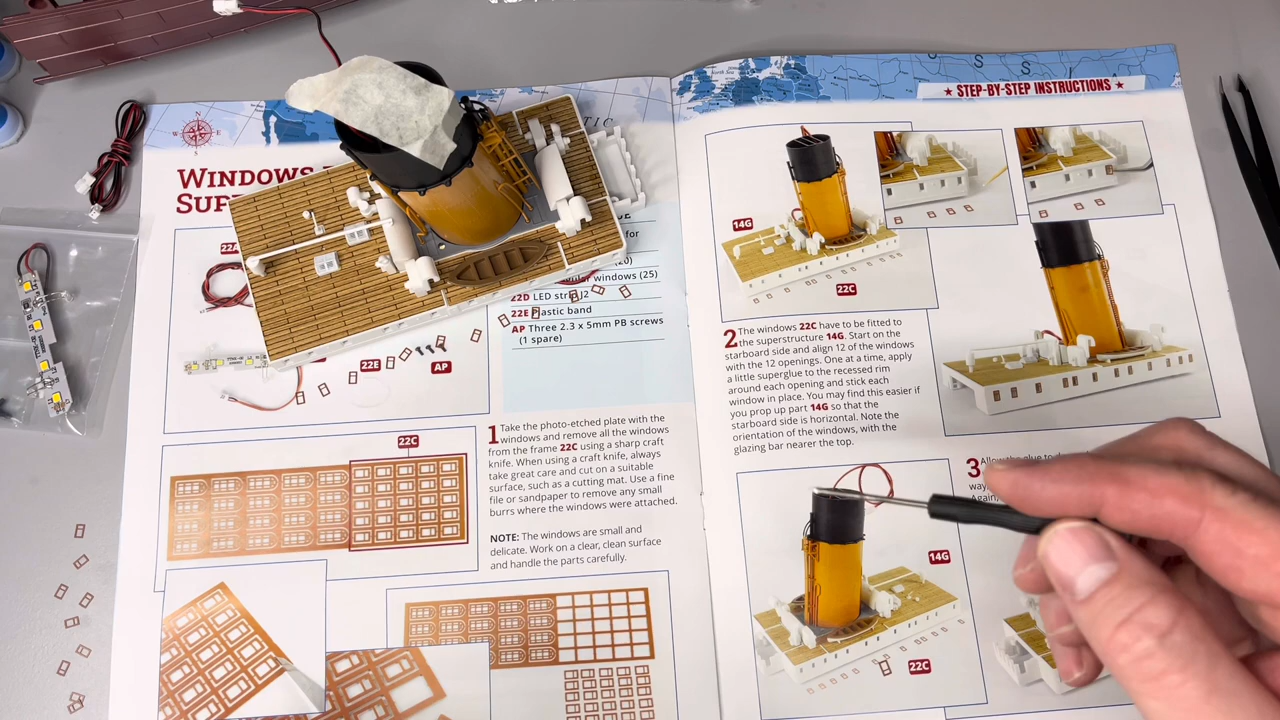 ★ STEP-BY-STEP INSTRUCTIONS ★
WINDOWS
22A
windows (25)
22D LED strip J2
22E Plastic band
AP Three 2.3 x 5mm PB screws
(1 spare)
22E
AP
22C
1 Take the photo-etched plate with the
windows and remove all the windows
from the frame 22C using a sharp craft
knife. When using a craft knife, always
take great care and cut on a suitable
surface, such as a cutting mat. Use a fine
file or sandpaper to remove any small
burrs where the windows were attached.
NOTE: The windows are small and
delicate. Work on a clear, clean surface
and handle the parts carefully.
14G
22C
2 The windows 22C have to be fitted to
the superstructure 14G. Start on the
starboard side and align 12 of the windows
with the 12 openings. One at a time, apply
a little superglue to the recessed rim
around each opening and stick each
window in place. You may find this easier if
you prop up part 14G so that the
starboard side is horizontal. Note the
orientation of the windows, with the
glazing bar nearer the top.
3 Allow the glue to
Again,
14G
22C